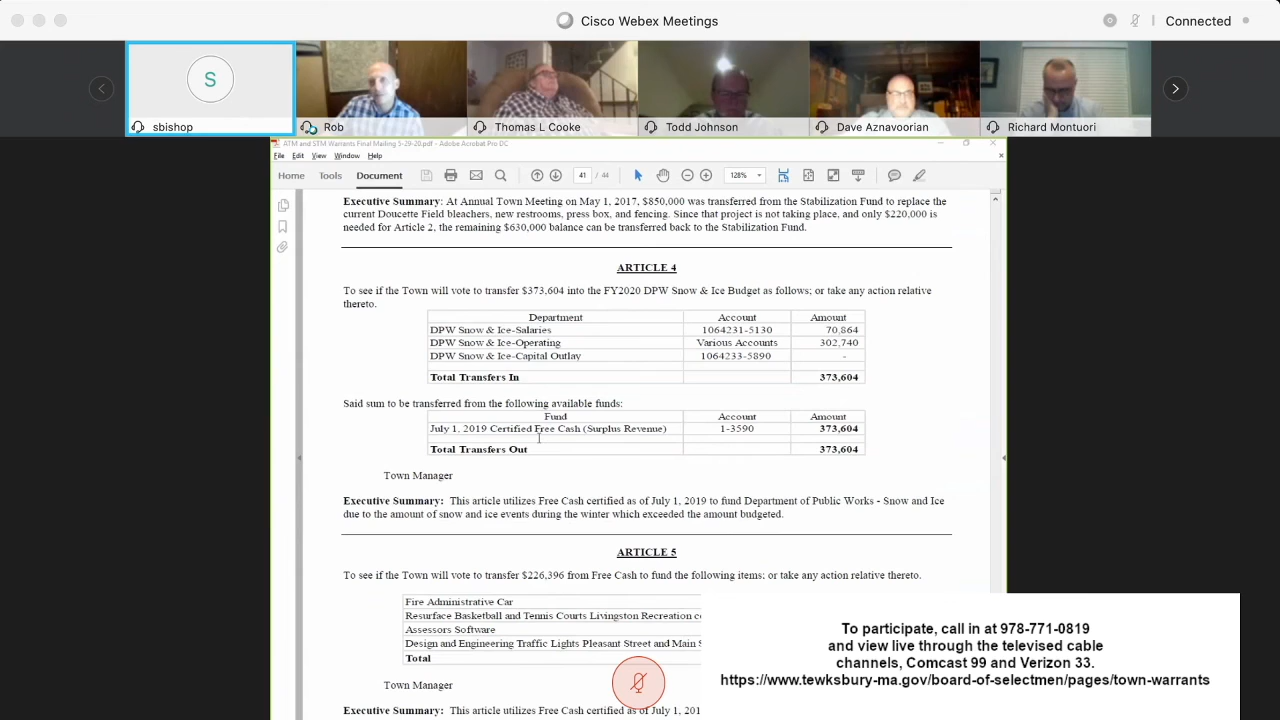 Cisco Webex Meetings
Connected
S
sbishop
Rob
Thomas L Cooke
Todd Johnson
Dave Aznavoorian
Richard Montuori
ATM and STM Warrants Final Mailing 5-29-20.pdf - Adobe Acrobat Pro DC
File Edit View Window Help
Home Tools Document 41 / 44 128%
Executive Summary: At Annual Town Meeting on May 1, 2017, $850,000 was transferred from the Stabilization Fund to replace the
current Doucette Field bleachers, new restrooms, press box, and fencing. Since that project is not taking place, and only $220,000 is
needed for Article 2, the remaining $630,000 balance can be transferred back to the Stabilization Fund.
ARTICLE 4
To see if the Town will vote to transfer $373,604 into the FY2020 DPW Snow & Ice Budget as follows; or take any action relative
thereto.
Department Account Amount
DPW Snow & Ice-Salaries 1064231-5130 70,864
DPW Snow & Ice-Operating Various Accounts 302,740
DPW Snow & Ice-Capital Outlay 1064233-5890 -
Total Transfers In 373,604
Said sum to be transferred from the following available funds:
Fund Account Amount
July 1, 2019 Certified Free Cash (Surplus Revenue) 1-3590 373,604
Total Transfers Out 373,604
Town Manager
Executive Summary: This article utilizes Free Cash certified as of July 1, 2019 to fund Department of Public Works - Snow and Ice
due to the amount of snow and ice events during the winter which exceeded the amount budgeted.
ARTICLE 5
To see if the Town will vote to transfer $226,396 from Free Cash to fund the following items: or take any action relative thereto.
Fire Administrative Car
Resurface Basketball and Tennis Courts Livingston Recreation
Assessors Software
Design and Engineering Traffic Lights Pleasant Street and Main
Total
Town Manager
Executive Summary: This article utilizes Free Cash certified as of July 1,
To participate, call in at 978-771-0819
and view live through the televised cable
channels, Comcast 99 and Verizon 33.
https://www.tewksbury-ma.gov/board-of-selectmen/pages/town-warrants